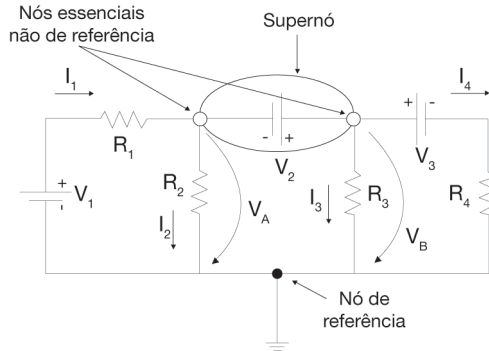 Nós essenciais
não de referência
Supernó
I1
I4
+ -
R1
- +
V2
V3
+
-
V1
R2
I2
VA
I3
R3
VB
R4
Nó de
referência